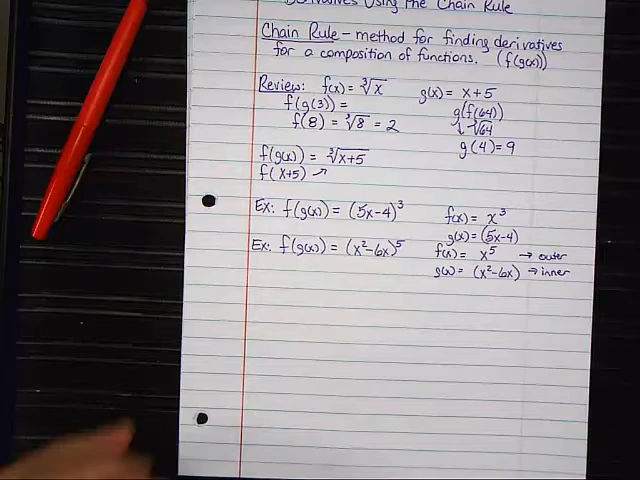 Derivatives Using the Chain Rule
Chain Rule - method for finding derivatives
for a composition of functions. (f(g(x)))
Review: f(x) = ∛x g(x) = x + 5
f(g(3)) = g(f(64))
f(8) = ∛8 = 2 ↓ ∛64
g(4) = 9
f(g(x)) = ∛x+5
f(x+5) ↗
Ex: f(g(x)) = (5x-4)³ f(x) = x³
g(x) = (5x-4)
Ex: f(g(x)) = (x²-6x)⁵ f(x) = x⁵ → outer
g(x) = (x²-6x) → inner